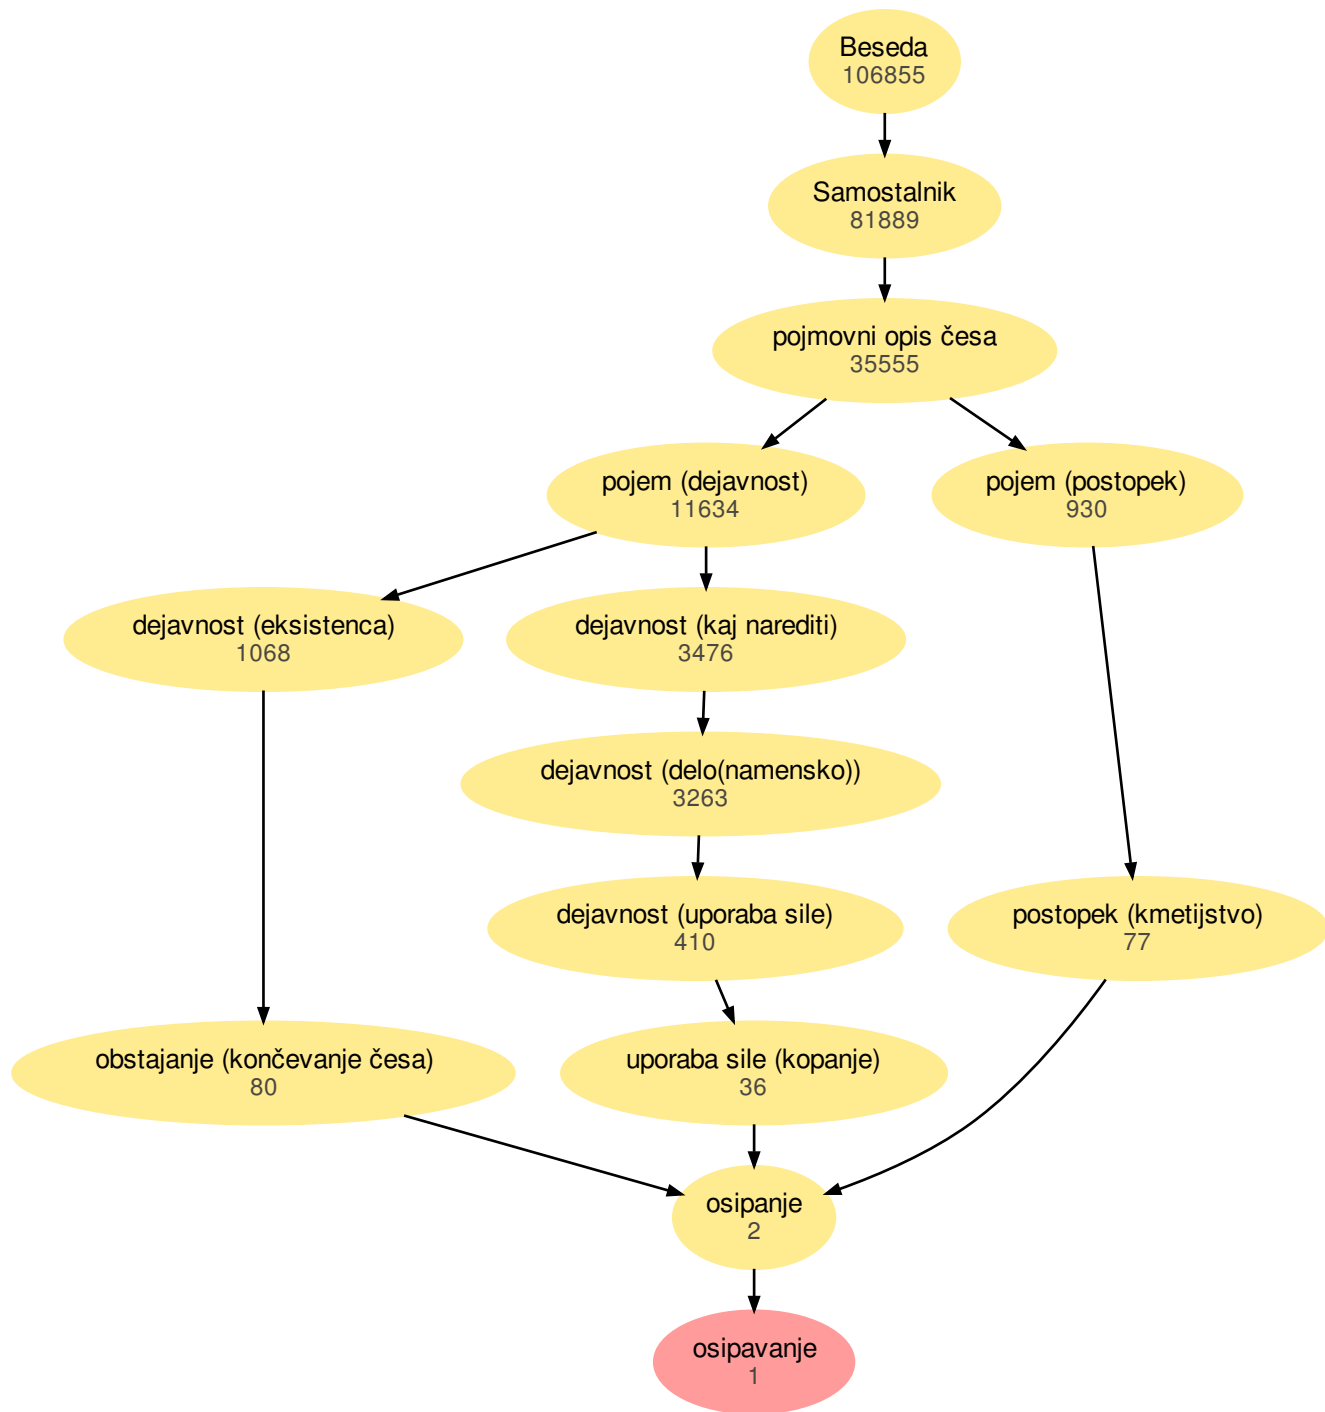 Beseda
106855
Samostalnik
81889
pojmovni opis česa
35555
pojem (dejavnost)
11634
pojem (postopek)
930
dejavnost (eksistenca)
1068
dejavnost (kaj narediti)
3476
dejavnost (delo(namensko))
3263
dejavnost (uporaba sile)
410
postopek (kmetijstvo)
77
obstajanje (končevanje česa)
80
uporaba sile (kopanje)
36
osipanje
2
osipavanje
1